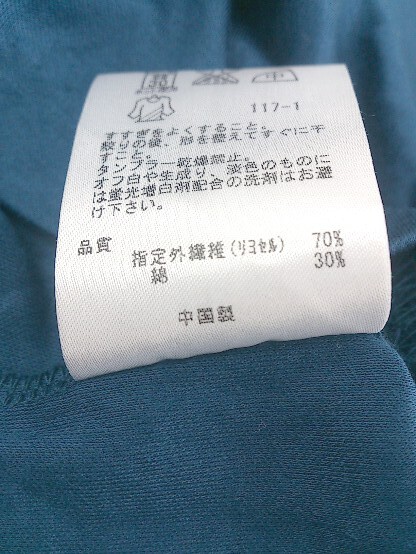 117-1
すすぎをよくすること。
絞りの後、形を整えてすぐに干
すこと。
タンブラー乾燥禁止。
オフ白や生成り、淡色のものに
は蛍光増白剤配合の洗剤はお避
け下さい。
品質 指定外繊維(リヨセル) 70%
綿 30%
中国製